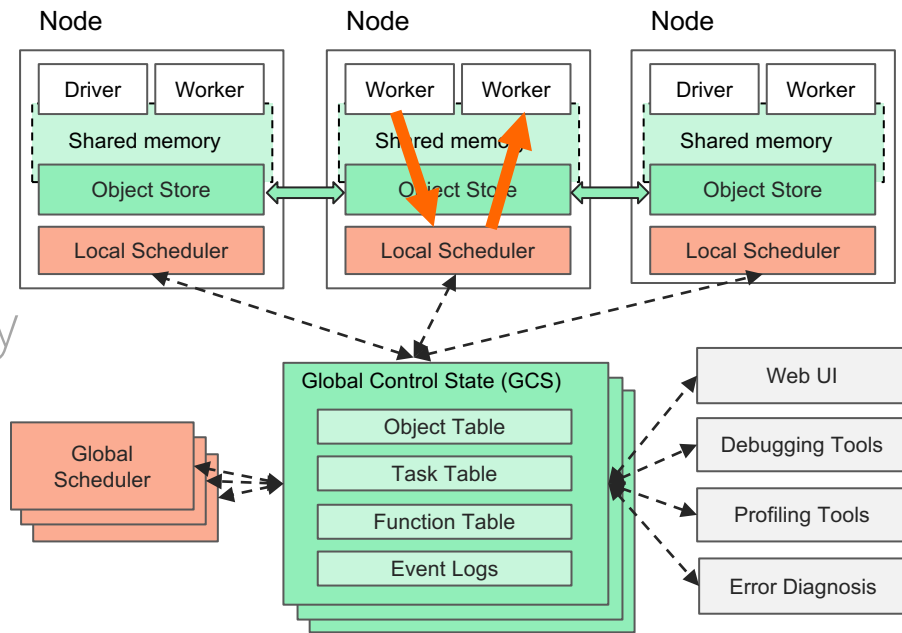 Node
Node
Node
Driver
Worker
Worker
Worker
Driver
Worker
Shared memory
Shared memory
Shared memory
Object Store
Object Store
Object Store
Local Scheduler
Local Scheduler
Local Scheduler
y
Global Control State (GCS)
Object Table
Task Table
Function Table
Event Logs
Global
Scheduler
Web UI
Debugging Tools
Profiling Tools
Error Diagnosis